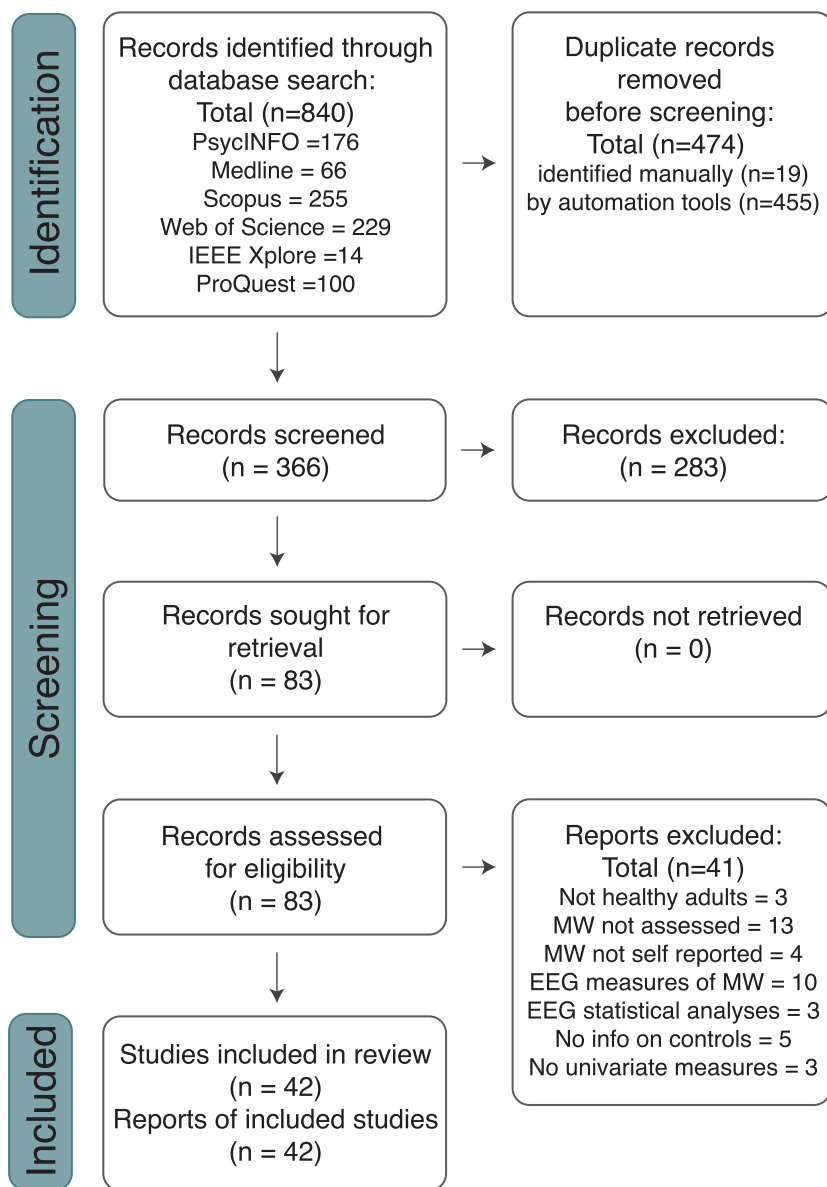 Identification
Records identified through
database search:
Total (n=840)
PsycINFO =176
Medline = 66
Scopus = 255
Web of Science = 229
IEEE Xplore =14
ProQuest =100
Duplicate records
removed
before screening:
Total (n=474)
identified manually (n=19)
by automation tools (n=455)
Screening
Records screened
(n = 366)
Records excluded:
(n = 283)
Records sought for
retrieval
(n = 83)
Records not retrieved
(n = 0)
Records assessed
for eligibility
(n = 83)
Reports excluded:
Total (n=41)
Not healthy adults = 3
MW not assessed = 13
MW not self reported = 4
EEG measures of MW = 10
EEG statistical analyses = 3
No info on controls = 5
No univariate measures = 3
Included
Studies included in review
(n = 42)
Reports of included studies
(n = 42)